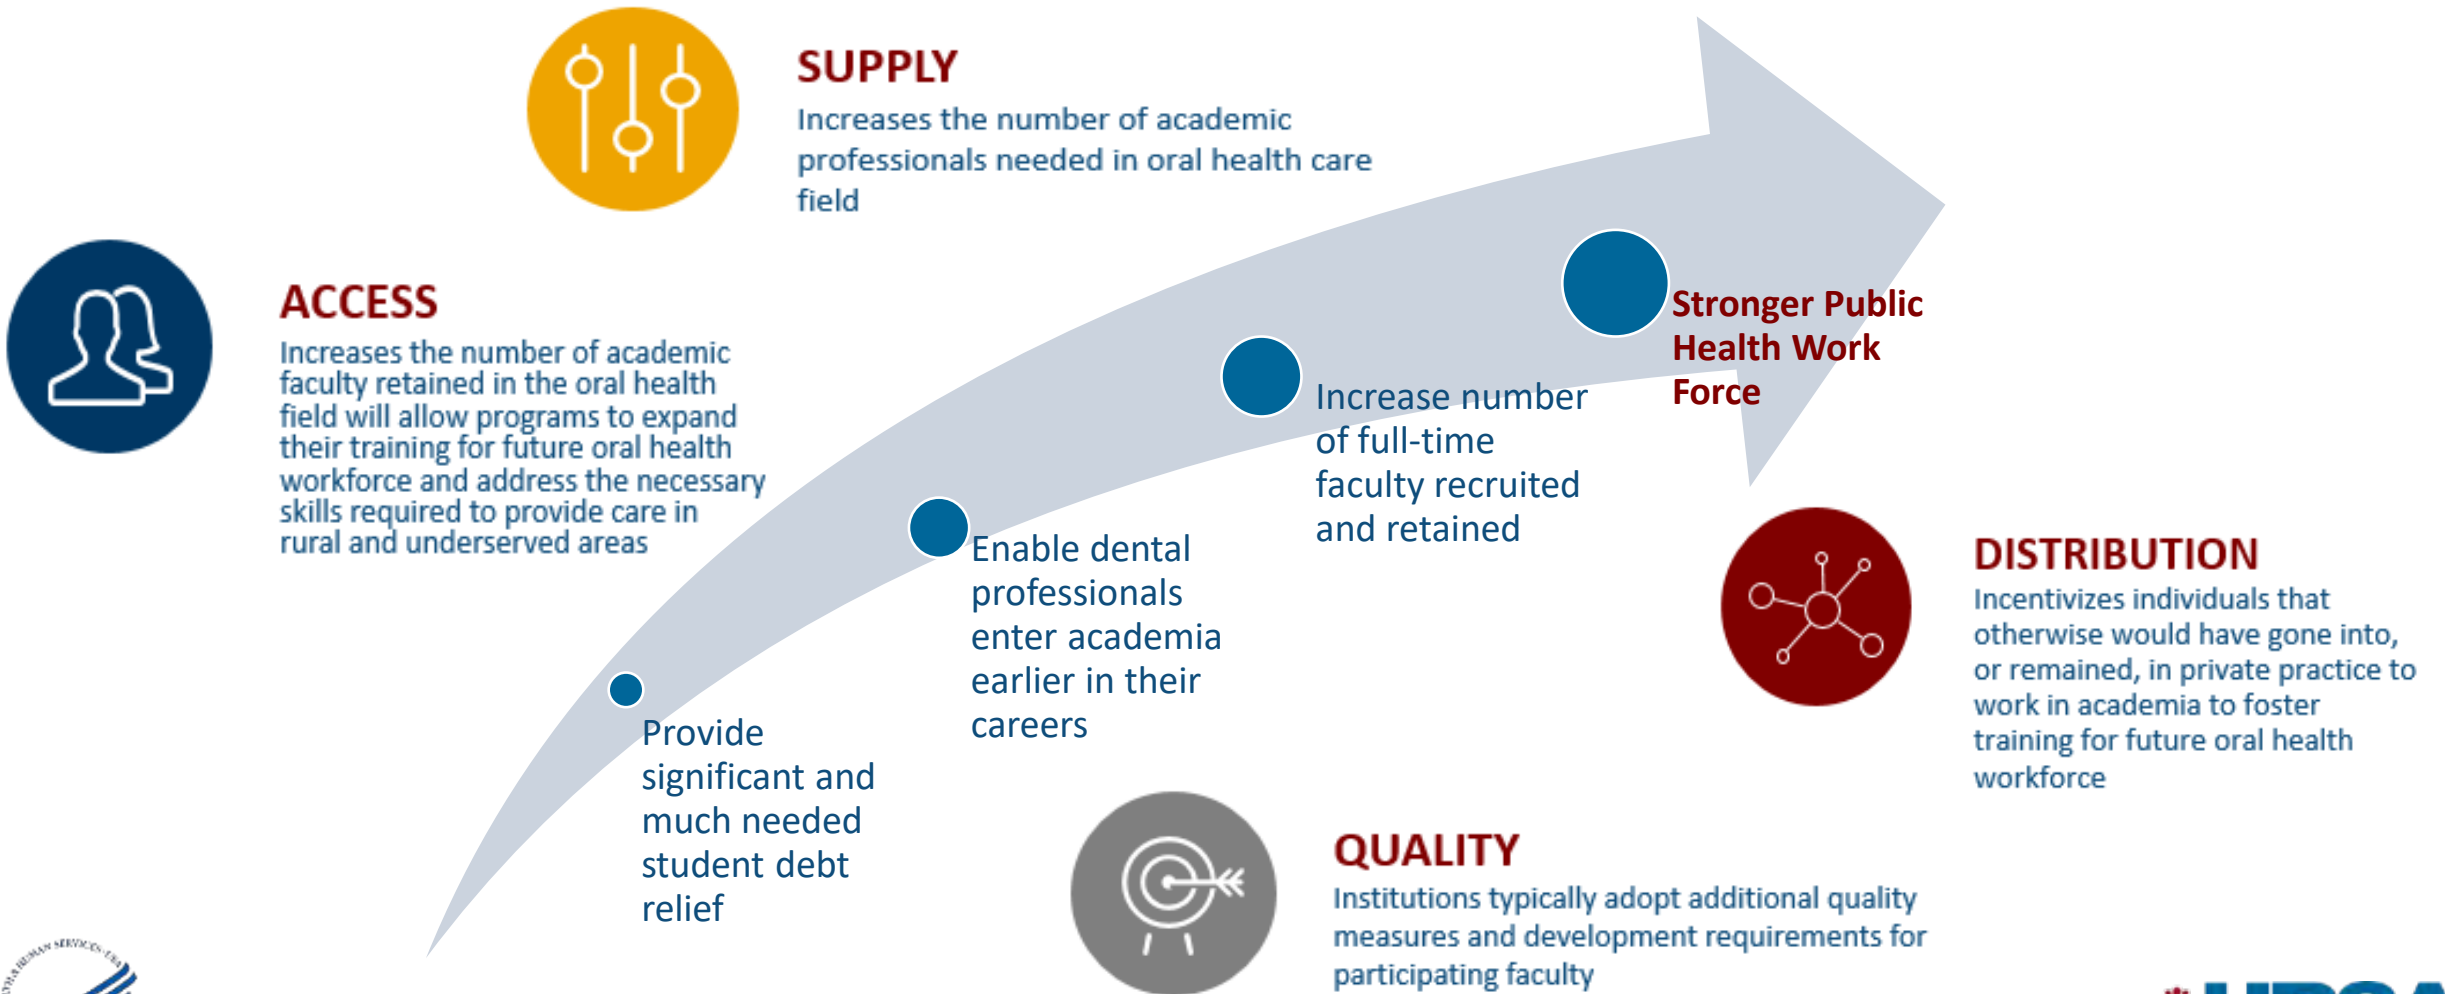 SUPPLY
Increases the number of academic
professionals needed in oral health care
field
ACCESS
Increases the number of academic
faculty retained in the oral health
field will allow programs to expand
their training for future oral health
workforce and address the necessary
skills required to provide care in
rural and underserved areas
Stronger Public
Health Work
Force
Increase number
of full-time
faculty recruited
and retained
Enable dental
professionals
enter academia
earlier in their
careers
Provide
significant and
much needed
student debt
relief
DISTRIBUTION
Incentivizes individuals that
otherwise would have gone into,
or remained, in private practice to
work in academia to foster
training for future oral health
workforce
QUALITY
Institutions typically adopt additional quality
measures and development requirements for
participating faculty
HUMAN SERVICES